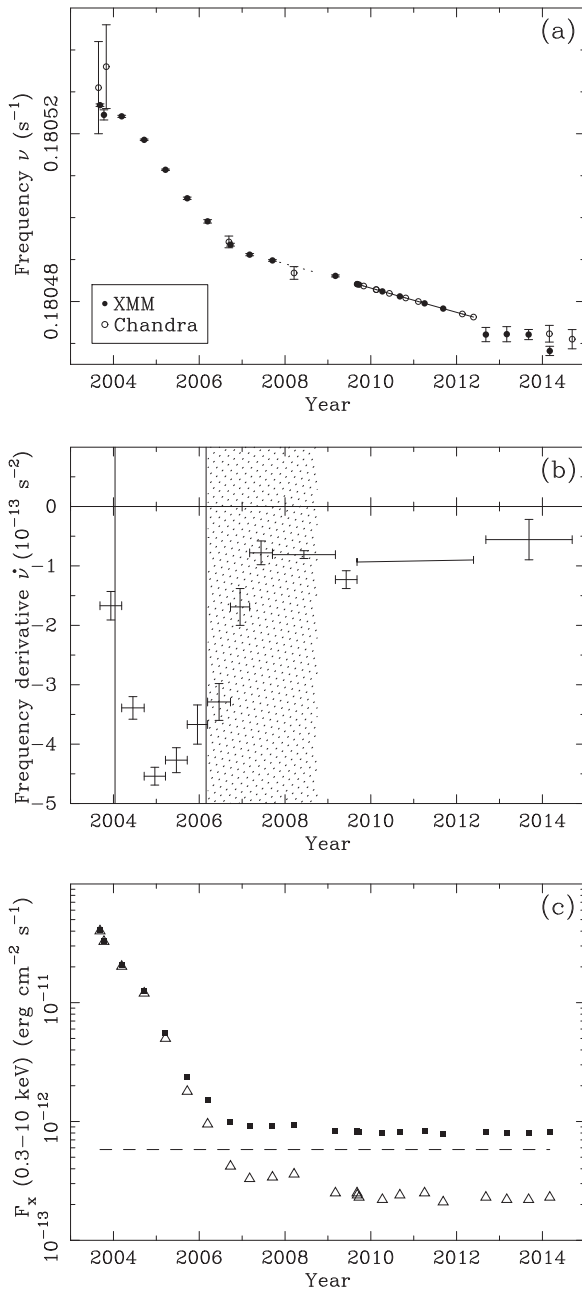 (a)
Frequency ν (s⁻¹)
0.18052
0.18048
XMM
Chandra
2004 2006 2008 2010 2012 2014
Year
(b)
Frequency derivative ν̇ (10⁻¹³ s⁻²)
0
−1
−2
−3
−4
−5
2004 2006 2008 2010 2012 2014
Year
(c)
Fₓ (0.3−10 keV) (erg cm⁻² s⁻¹)
10⁻¹¹
10⁻¹²
10⁻¹³
2004 2006 2008 2010 2012 2014
Year